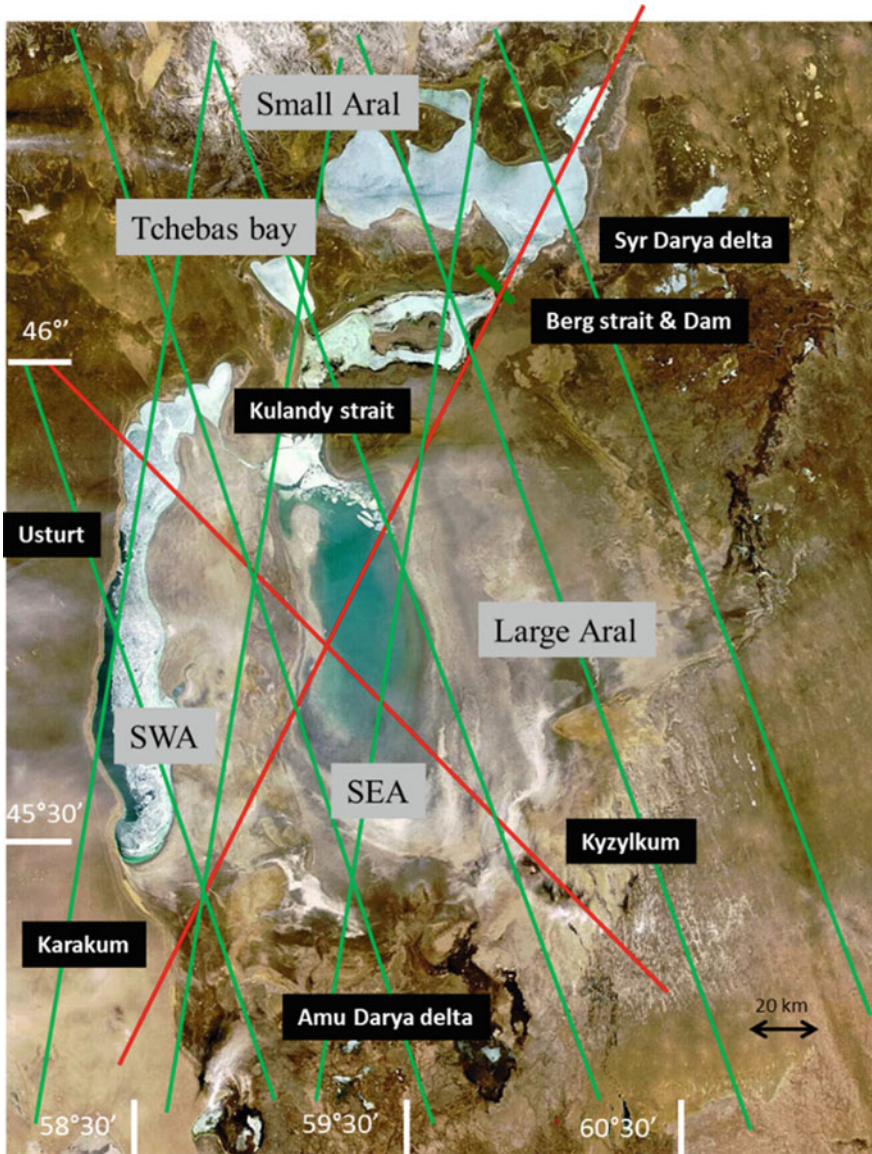 Small Aral
Tchebas bay
Syr Darya delta
Berg strait & Dam
46°’
Kulandy strait
Usturt
Large Aral
SWA
SEA
45°30’
Kyzylkum
Karakum
Amu Darya delta
20 km
58°30’
59°30’
60°30’